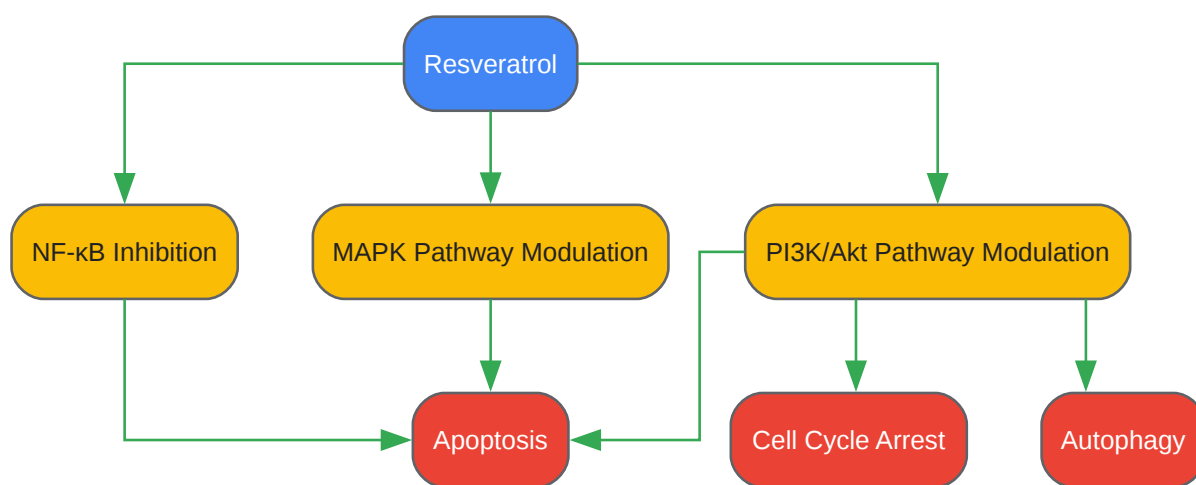 Resveratrol
NF-κB Inhibition
MAPK Pathway Modulation
PI3K/Akt Pathway Modulation
Apoptosis
Cell Cycle Arrest
Autophagy